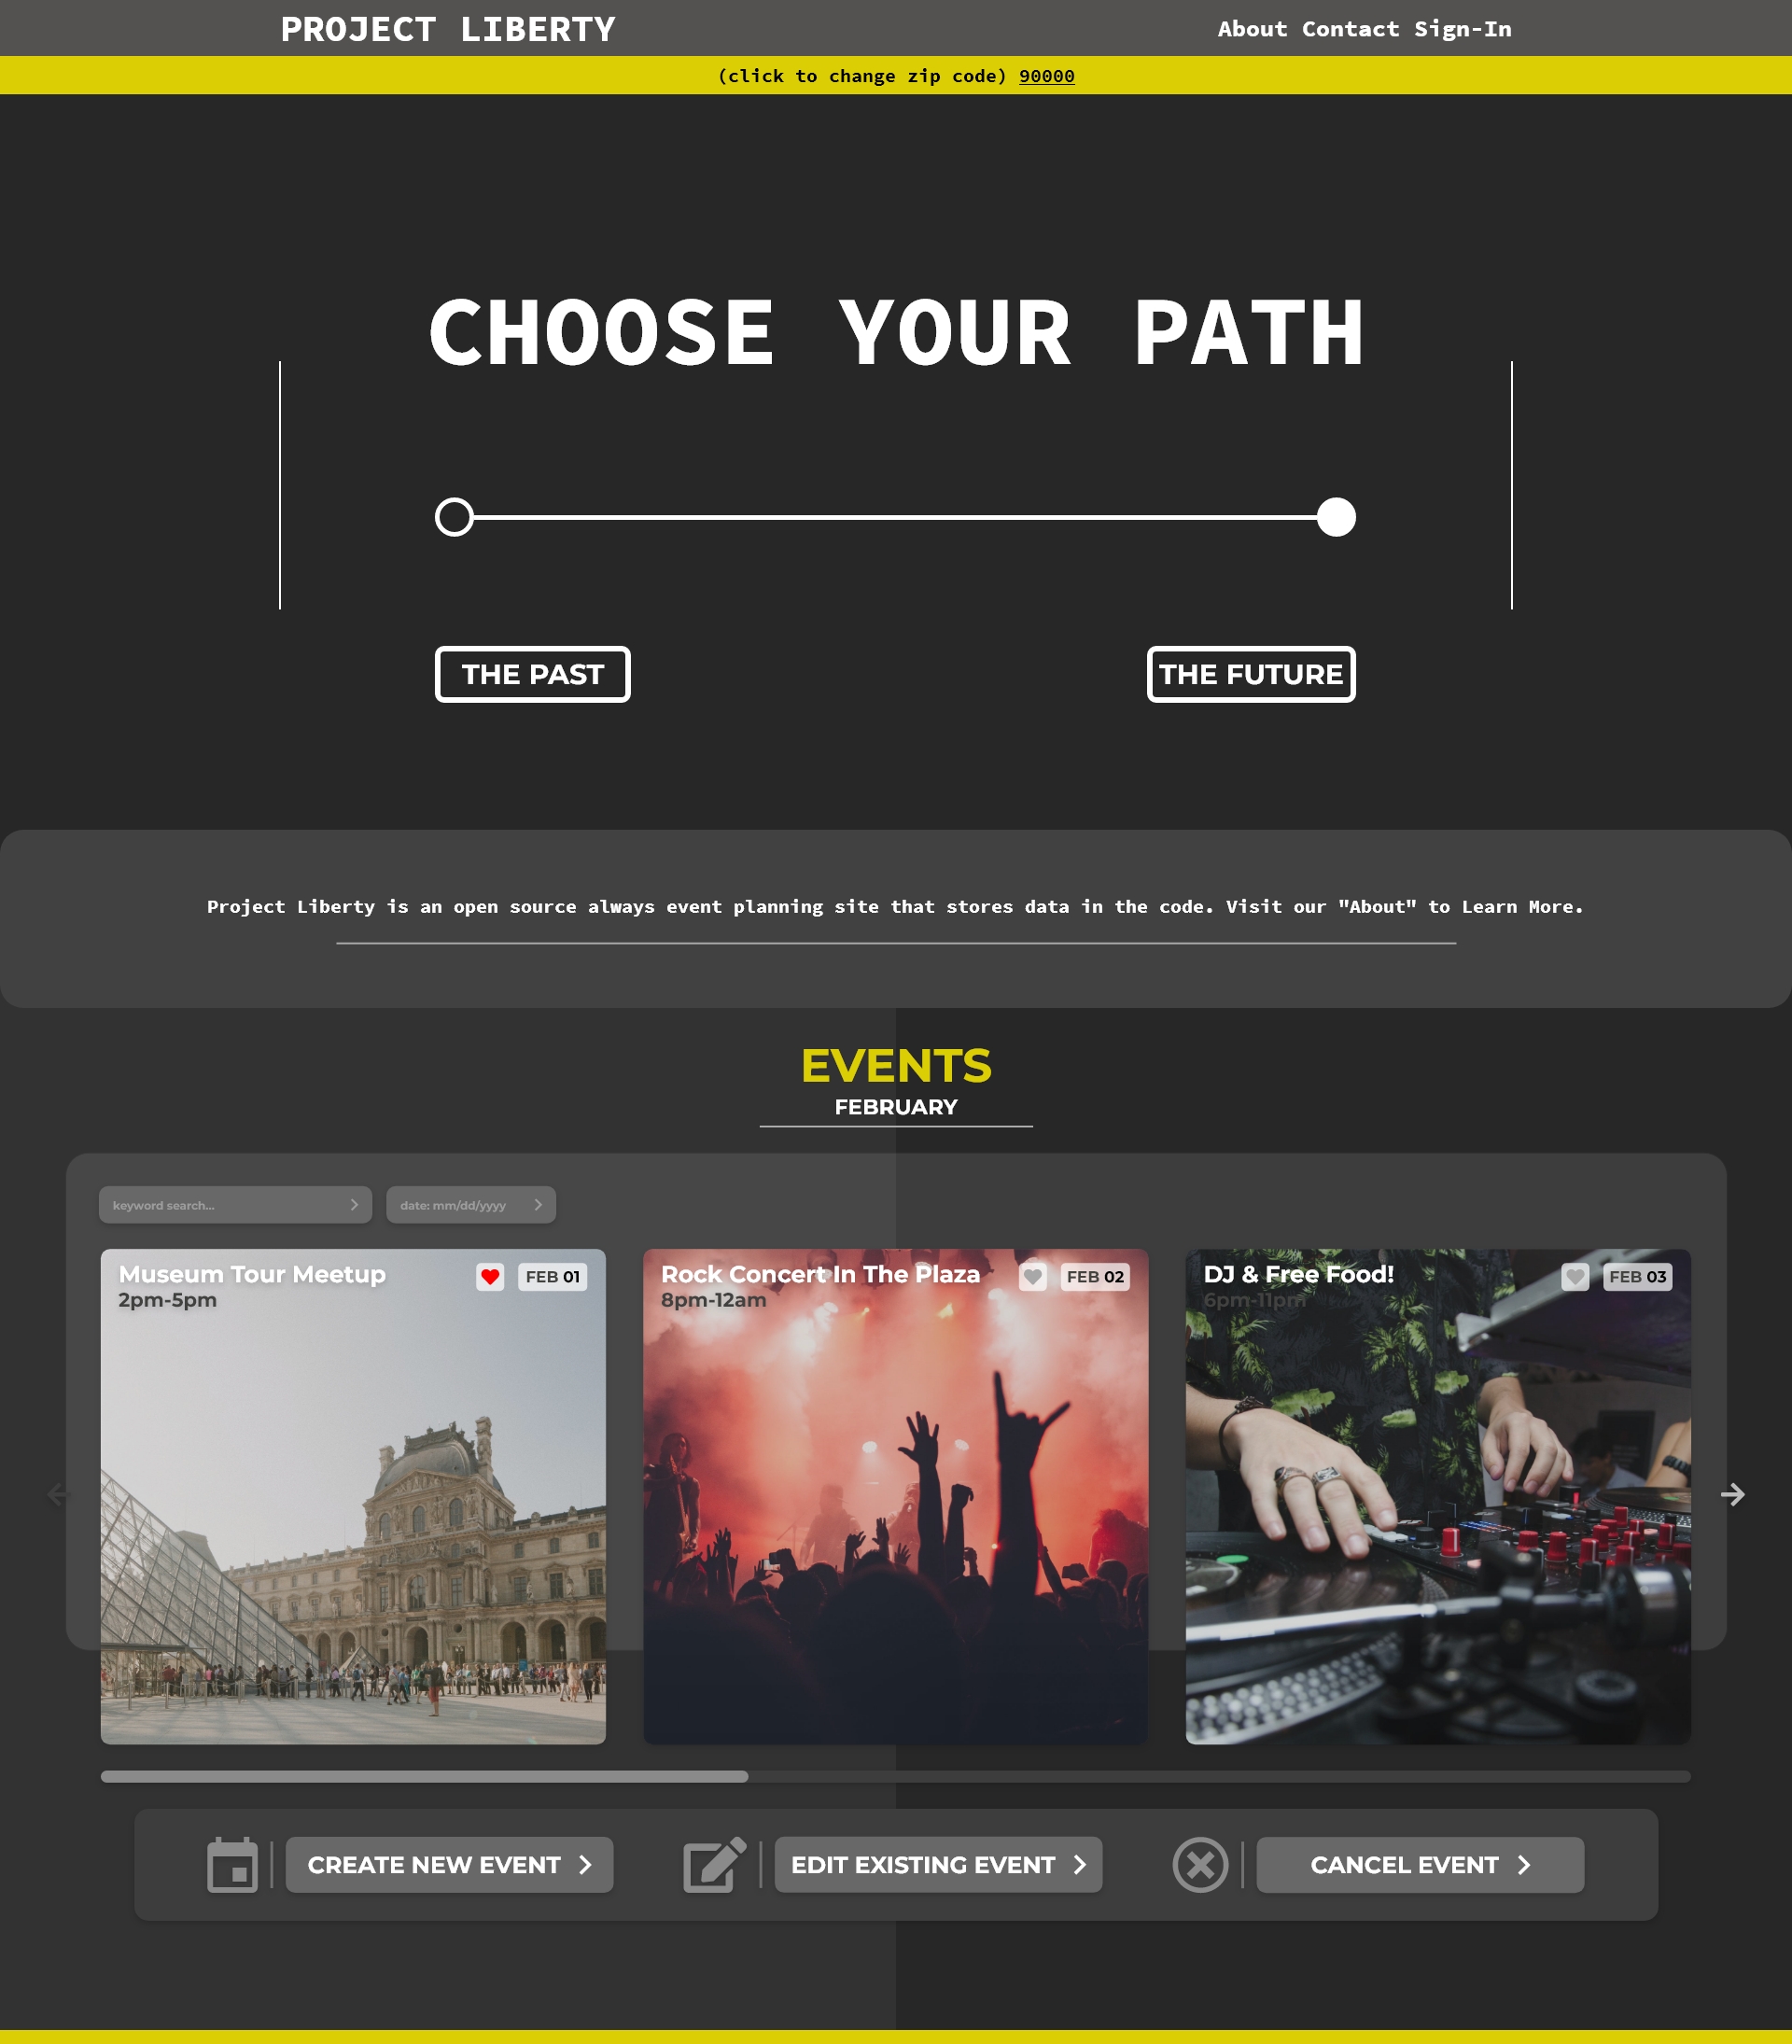 PROJECT LIBERTY
About Contact Sign-In
(click to change zip code) 90000
CHOOSE YOUR PATH
THE PAST
THE FUTURE
Project Liberty is an open source always event planning site that stores data in the code. Visit our "About" to Learn More.
EVENTS
FEBRUARY
keyword search...
date: mm/dd/yyyy
Museum Tour Meetup
FEB 01
2pm-5pm
Rock Concert In The Plaza
FEB 02
8pm-12am
DJ & Free Food!
FEB 03
6pm-11pm
CREATE NEW EVENT
EDIT EXISTING EVENT
CANCEL EVENT